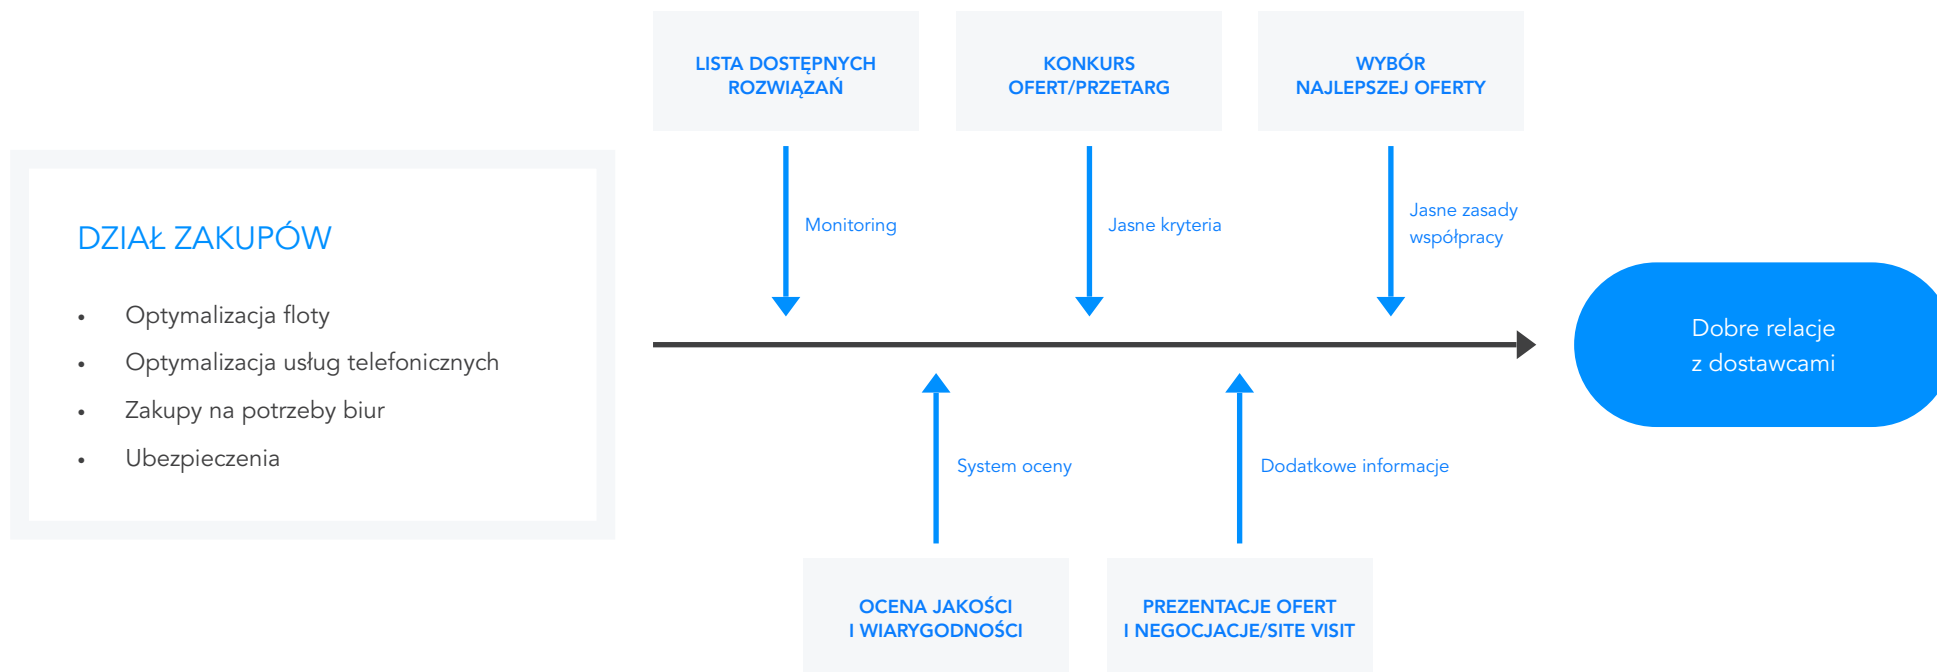 DZIAŁ ZAKUPÓW
• Optymalizacja floty
• Optymalizacja usług telefonicznych
• Zakupy na potrzeby biur
• Ubezpieczenia
LISTA DOSTĘPNYCH
ROZWIĄZAŃ
Monitoring
KONKURS
OFERT/PRZETARG
Jasne kryteria
WYBÓR
NAJLEPSZEJ OFERTY
Jasne zasady
współpracy
System oceny
OCENA JAKOŚCI
I WIARYGODNOŚCI
Dodatkowe informacje
PREZENTACJE OFERT
I NEGOCJACJE/SITE VISIT
Dobre relacje
z dostawcami